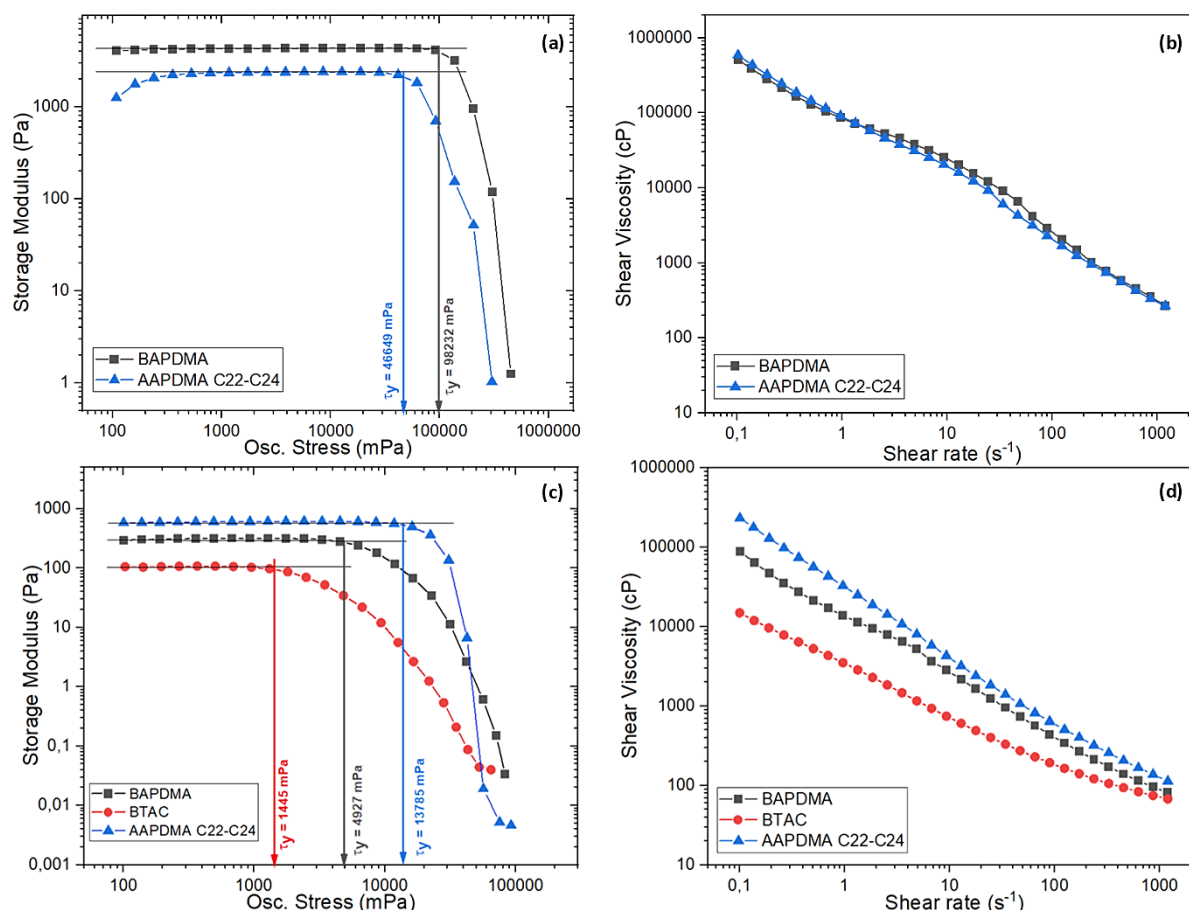 (a)
1000
100
10
1
Storage Modulus (Pa)
τy = 46649 mPa
τy = 98232 mPa
BAPDMA
AAPDMA C22-C24
100
1000
10000
100000
1000000
Osc. Stress (mPa)
(b)
1000000
100000
10000
1000
100
10
Shear Viscosity (cP)
BAPDMA
AAPDMA C22-C24
0,1
1
10
100
1000
Shear rate (s-1)
(c)
1000
100
10
1
0,1
0,01
0,001
Storage Modulus (Pa)
τy = 1445 mPa
τy = 4927 mPa
τy = 13785 mPa
BAPDMA
BTAC
AAPDMA C22-C24
100
1000
10000
100000
Osc. Stress (mPa)
(d)
1000000
100000
10000
1000
100
10
Shear Viscosity (cP)
BAPDMA
BTAC
AAPDMA C22-C24
0,1
1
10
100
1000
Shear rate (s-1)